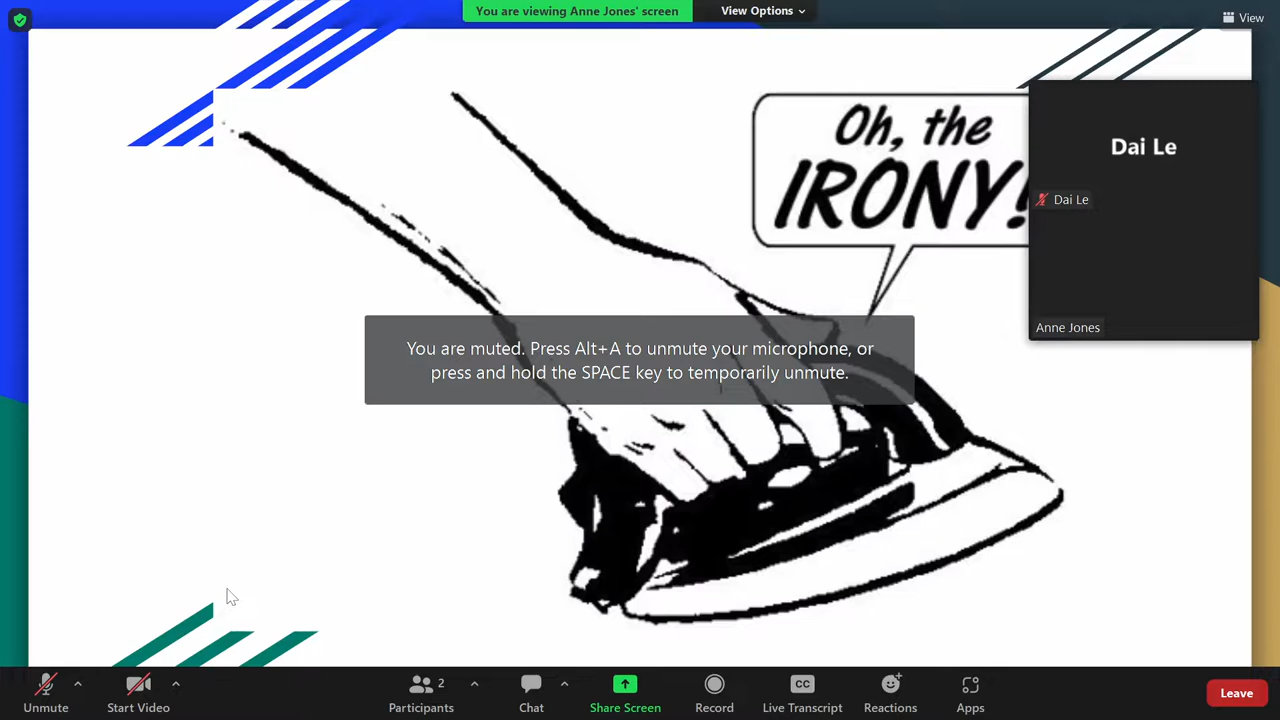 You are viewing Anne Jones' screen
View Options
View
Oh, the
IRONY!
Dai Le
Dai Le
Anne Jones
You are muted. Press Alt+A to unmute your microphone, or
press and hold the SPACE key to temporarily unmute.
Unmute
Start Video
2
Participants
Chat
Share Screen
Record
CC
Live Transcript
Reactions
Apps
Leave